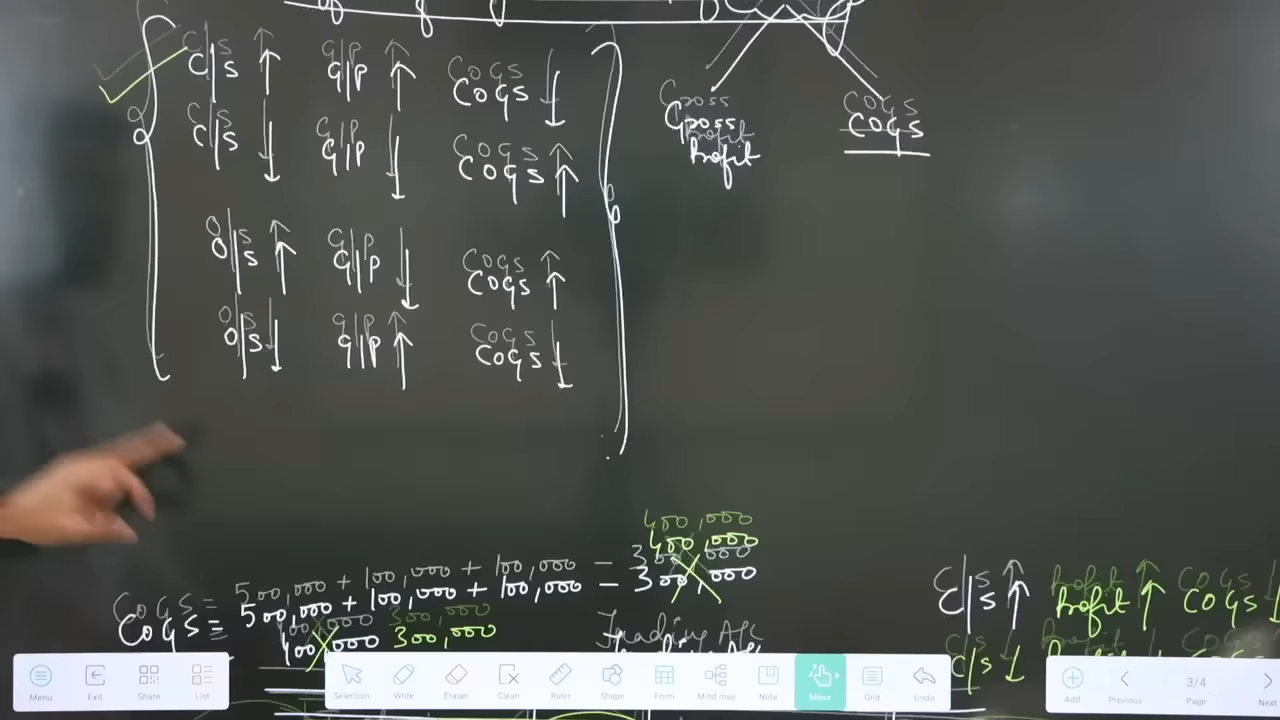 C/S ↑ G/P ↑ COGS ↓
C/S ↓ G/P ↓ COGS ↑
O/S ↑ G/P ↓ COGS ↑
O/S ↓ G/P ↑ COGS ↓
Gross Profit
COGS
400,000
COGS = 500,000 + 100,000 + 100,000 - 300,000
400,000 300,000
Trading A/c
C/S ↑ Profit ↑ COGS ↓
C/S ↓
Menu
Exit
Share
List
Selection
Write
Eraser
Clean
Ruler
Shape
Form
Mind map
Note
Move
Grid
Undo
Add
Previous
3/4
Page
Next